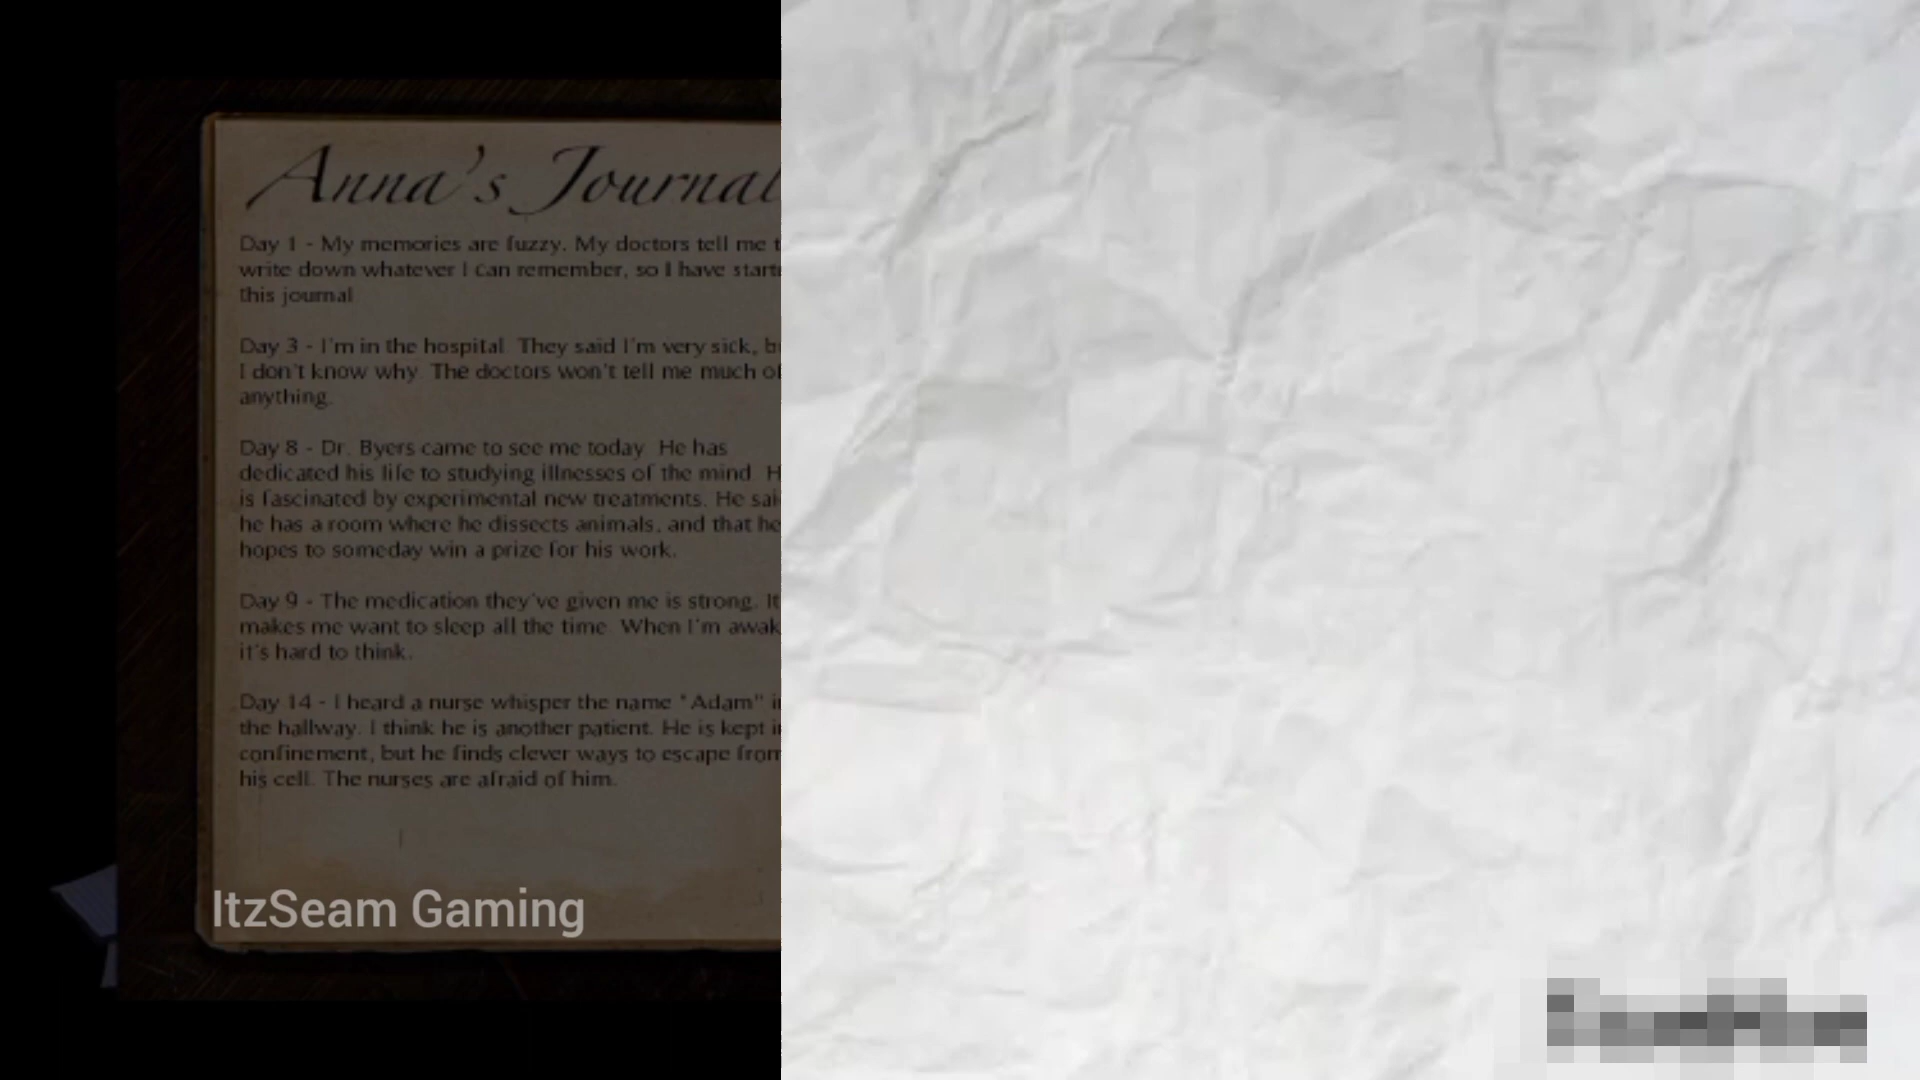 Anna's Journal
Day 1 - My memories are fuzzy. My doctors tell me
write down whatever I can remember, so I have
this journal.
Day 3 - I'm in the hospital. They said I'm very sick,
I don't know why. The doctors won't tell me much of
anything.
Day 8 - Dr. Byers came to see me today. He has
dedicated his life to studying illnesses of the mind.
is fascinated by experimental new treatments. He
he has a room where he dissects animals, and that he
hopes to someday win a prize for his work.
Day 9 - The medication they've given me is strong. It
makes me want to sleep all the time. When I'm
it's hard to think.
Day 14 - I heard a nurse whisper the name "Adam"
the hallway. I think he is another patient. He is kept
confinement, but he finds clever ways to escape from
his cell. The nurses are afraid of him.
ItzSeam Gaming